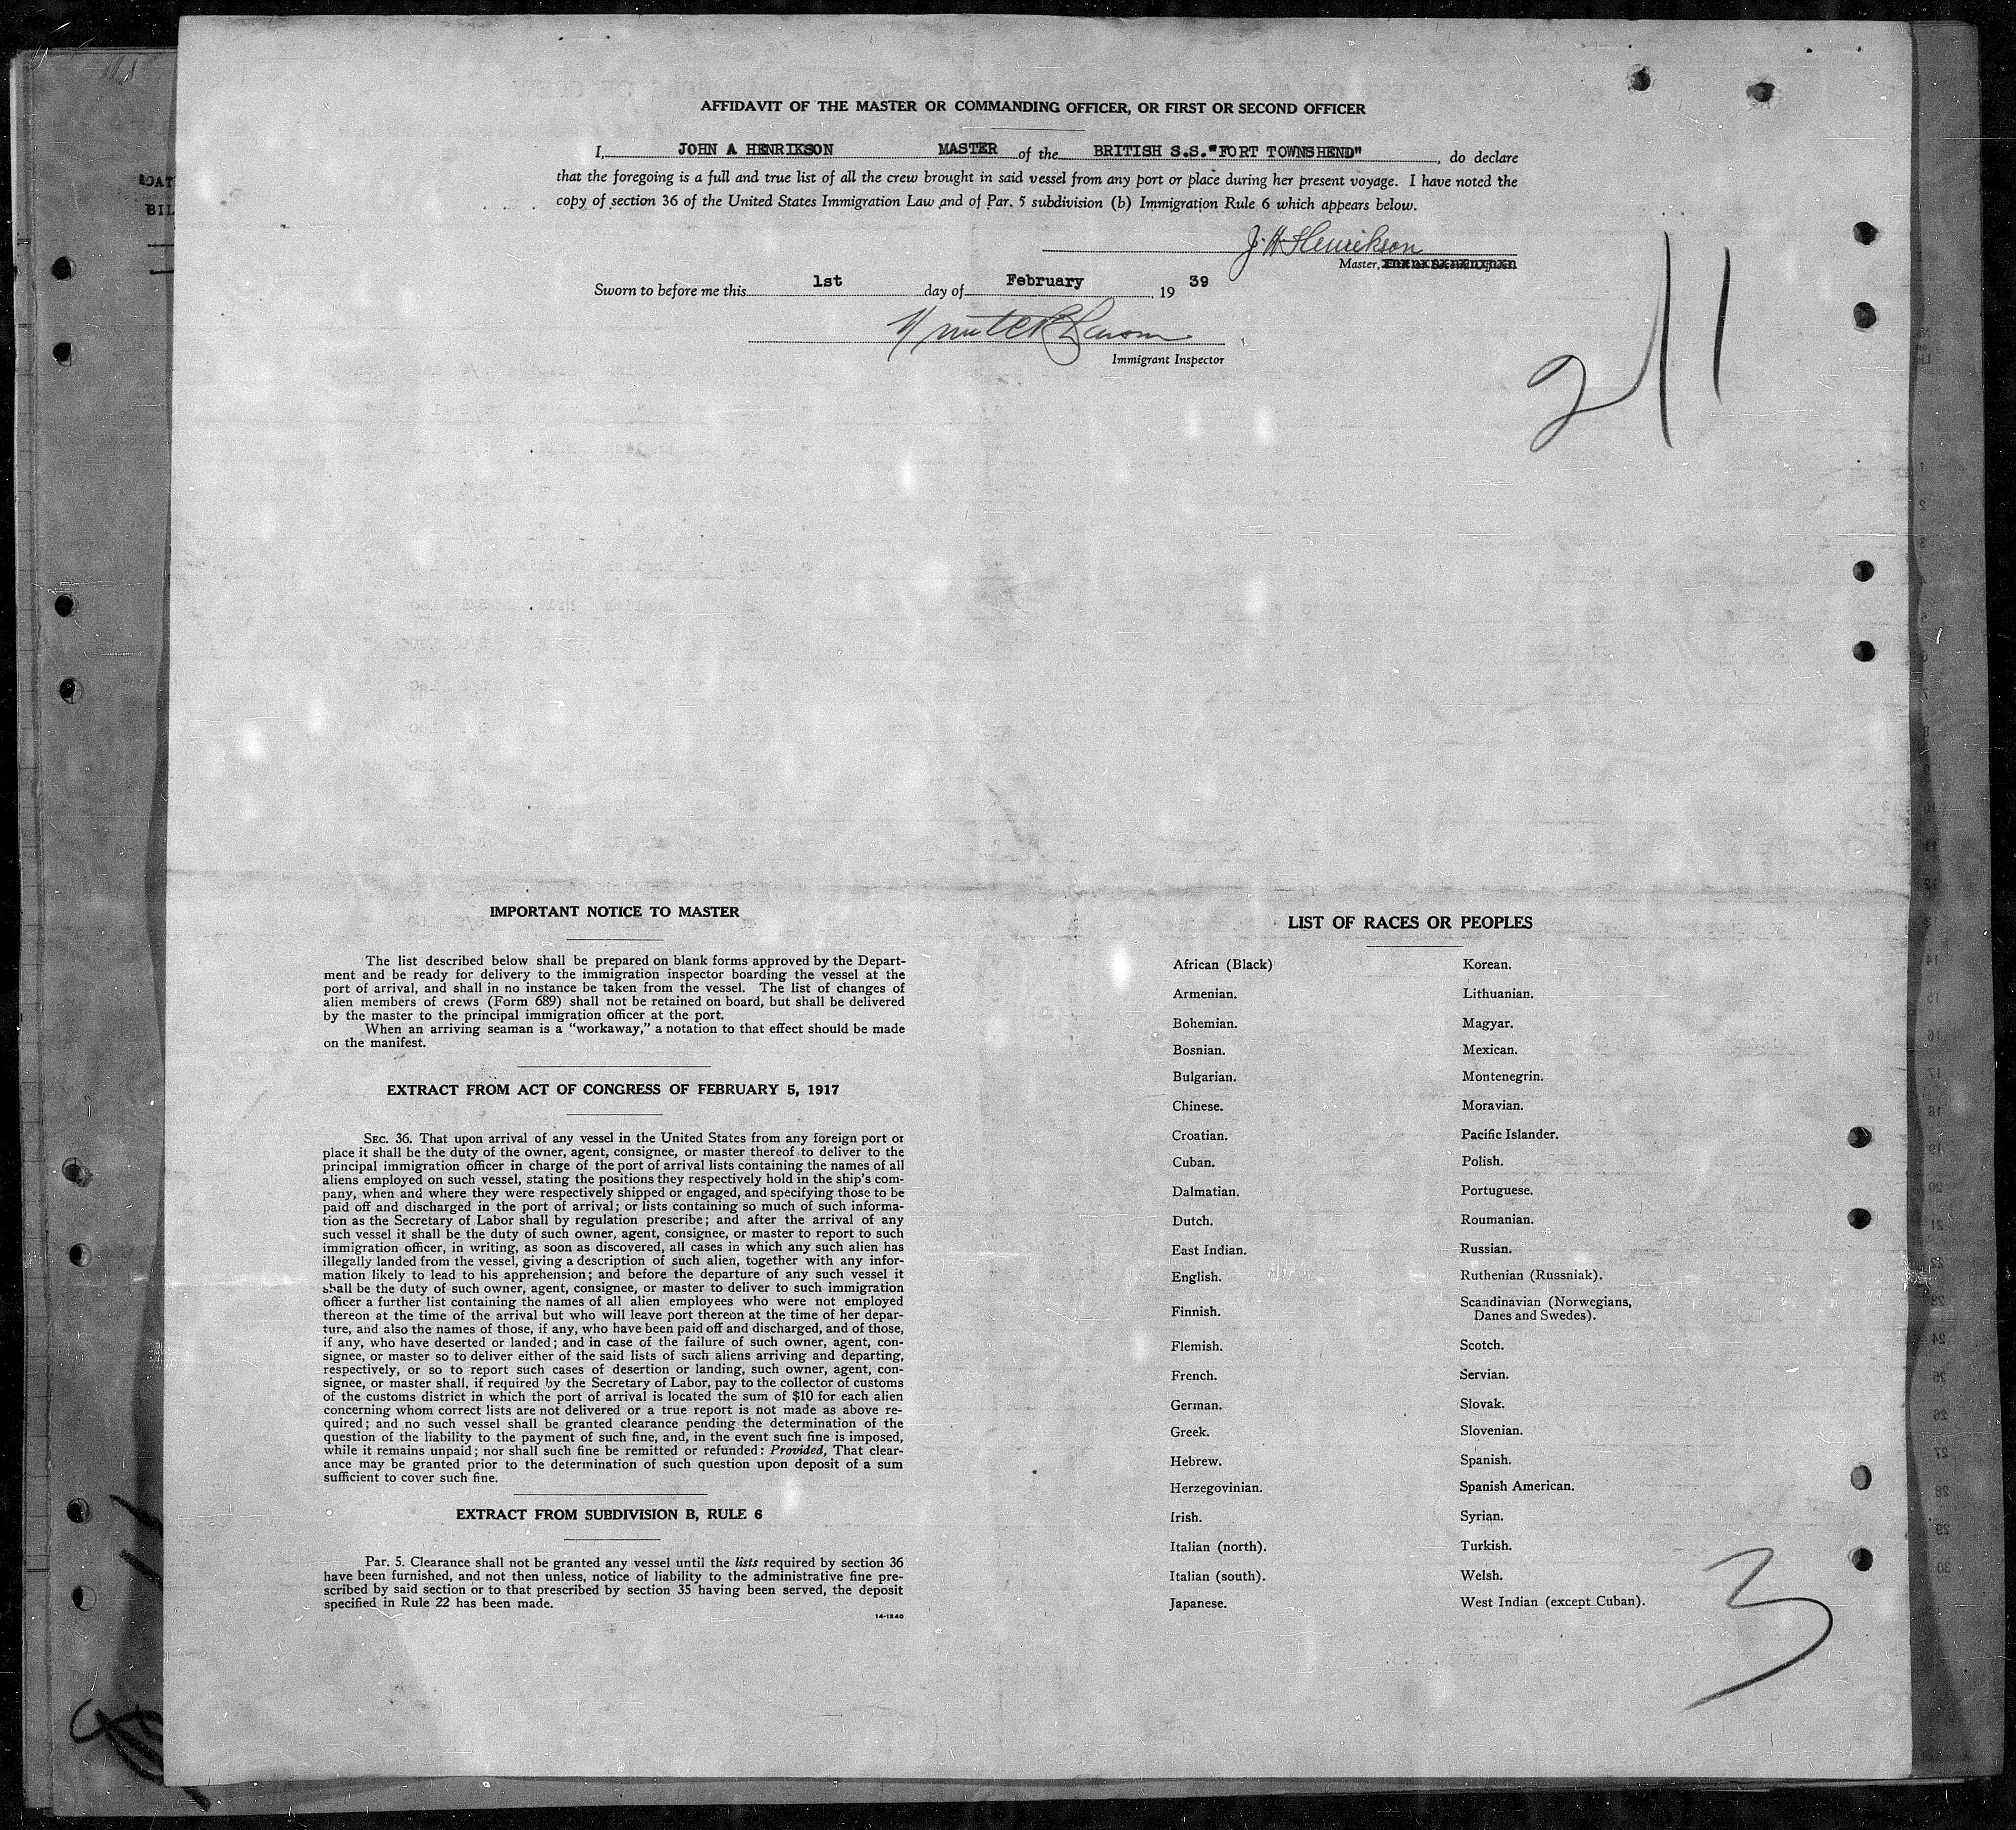 AFFIDAVIT OF THE MASTER OR COMMANDING OFFICER, OR FIRST OR SECOND OFFICER
I, JOHN A HENRIKSON MASTER of the BRITISH S.S. "FORT TOWNSHEND", do declare
that the foregoing is a full and true list of all the crew brought in said vessel from any port or place during her present voyage. I have noted the
copy of section 36 of the United States Immigration Law and of Par. 5 subdivision (b) Immigration Rule 6 which appears below.
J. A. Henrikson
Master,
Sworn to before me this 1st day of February, 19 39
Immigrant Inspector
211
IMPORTANT NOTICE TO MASTER
The list described below shall be prepared on blank forms approved by the Depart-
ment and be ready for delivery to the immigration inspector boarding the vessel at the
port of arrival, and shall in no instance be taken from the vessel. The list of changes of
alien members of crews (Form 689) shall not be retained on board, but shall be delivered
by the master to the principal immigration officer at the port.
When an arriving seaman is a "workaway," a notation to that effect should be made
on the manifest.
EXTRACT FROM ACT OF CONGRESS OF FEBRUARY 5, 1917
SEC. 36. That upon arrival of any vessel in the United States from any foreign port or
place it shall be the duty of the owner, agent, consignee, or master thereof to deliver to the
principal immigration officer in charge of the port of arrival lists containing the names of all
aliens employed on such vessel, stating the positions they respectively hold in the ship's com-
pany, when and where they were respectively shipped or engaged, and specifying those to be
paid off and discharged in the port of arrival; or lists containing so much of such informa-
tion as the Secretary of Labor shall by regulation prescribe; and after the arrival of any
such vessel it shall be the duty of such owner, agent, consignee, or master to report to such
immigration officer, in writing, as soon as discovered, all cases in which any such alien has
illegally landed from the vessel, giving a description of such alien, together with any infor-
mation likely to lead to his apprehension; and before the departure of any such vessel it
shall be the duty of such owner, agent, consignee, or master to deliver to such immigration
officer a further list containing the names of all alien employees who were not employed
thereon at the time of the arrival but who will leave port thereon at the time of her depar-
ture, and also the names of those, if any, who have been paid off and discharged, and of those,
if any, who have deserted or landed; and in case of the failure of such owner, agent, con-
signee, or master so to deliver either of the said lists of such aliens arriving and departing,
respectively, or so to report such cases of desertion or landing, such owner, agent, con-
signee, or master shall, if required by the Secretary of Labor, pay to the collector of customs
of the customs district in which the port of arrival is located the sum of $10 for each alien
concerning whom correct lists are not delivered or a true report is not made as above re-
quired; and no such vessel shall be granted clearance pending the determination of the
question of the liability to the payment of such fine, and, in the event such fine is imposed,
while it remains unpaid; nor shall such fine be remitted or refunded: Provided, That clear-
ance may be granted prior to the determination of such question upon deposit of a sum
sufficient to cover such fine.
EXTRACT FROM SUBDIVISION B, RULE 6
Par. 5. Clearance shall not be granted any vessel until the lists required by section 36
have been furnished, and not then unless, notice of liability to the administrative fine pre-
scribed by said section or to that prescribed by section 35 having been served, the deposit
specified in Rule 22 has been made.
14-1240
LIST OF RACES OR PEOPLES
African (Black)
Armenian.
Bohemian.
Bosnian.
Bulgarian.
Chinese.
Croatian.
Cuban.
Dalmatian.
Dutch.
East Indian.
English.
Finnish.
Flemish.
French.
German.
Greek.
Hebrew.
Herzegovinian.
Irish.
Italian (north).
Italian (south).
Japanese.
Korean.
Lithuanian.
Magyar.
Mexican.
Montenegrin.
Moravian.
Pacific Islander.
Polish.
Portuguese.
Roumanian.
Russian.
Ruthenian (Russniak).
Scandinavian (Norwegians,
Danes and Swedes).
Scotch.
Servian.
Slovak.
Slovenian.
Spanish.
Spanish American.
Syrian.
Turkish.
Welsh.
West Indian (except Cuban).
3